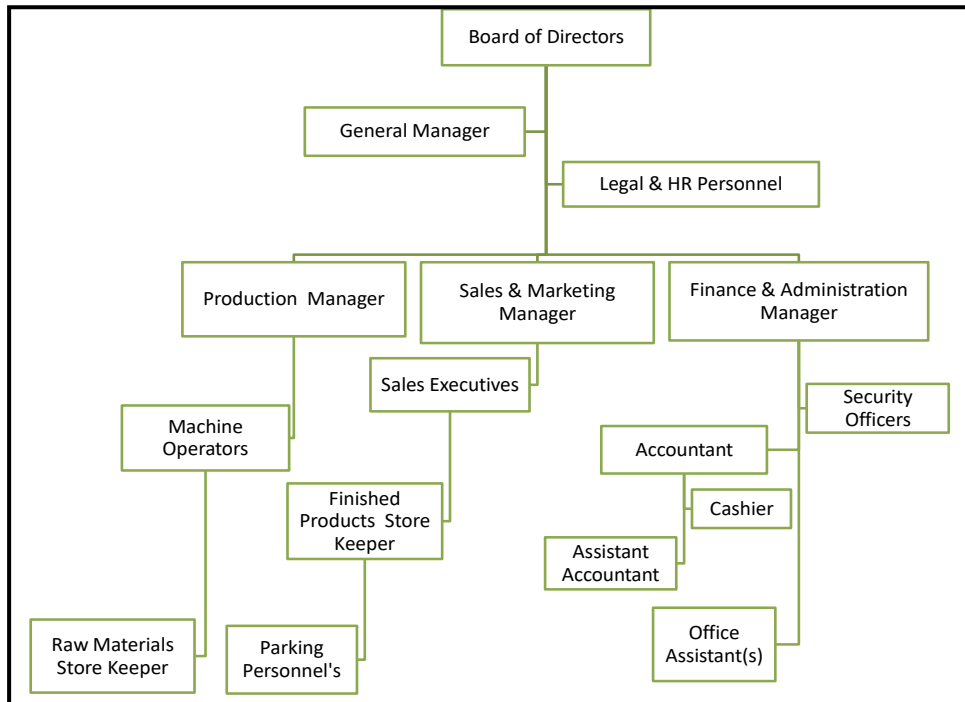 Board of Directors
General Manager
Legal & HR Personnel
Production Manager
Sales & Marketing
Manager
Finance & Administration
Manager
Sales Executives
Security
Officers
Machine
Operators
Accountant
Finished
Products Store
Keeper
Cashier
Assistant
Accountant
Raw Materials
Store Keeper
Parking
Personnel's
Office
Assistant(s)